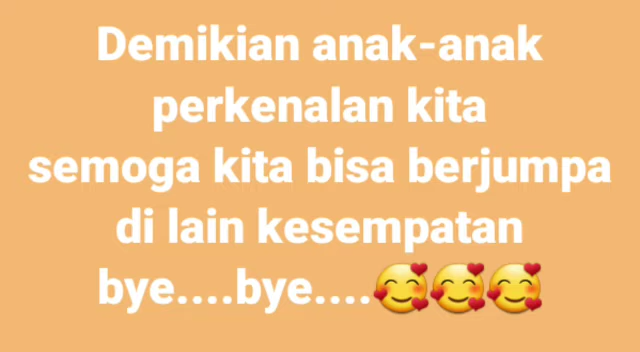 Demikian anak-anak
perkenalan kita
semoga kita bisa berjumpa
di lain kesempatan
bye....bye....🥰🥰🥰